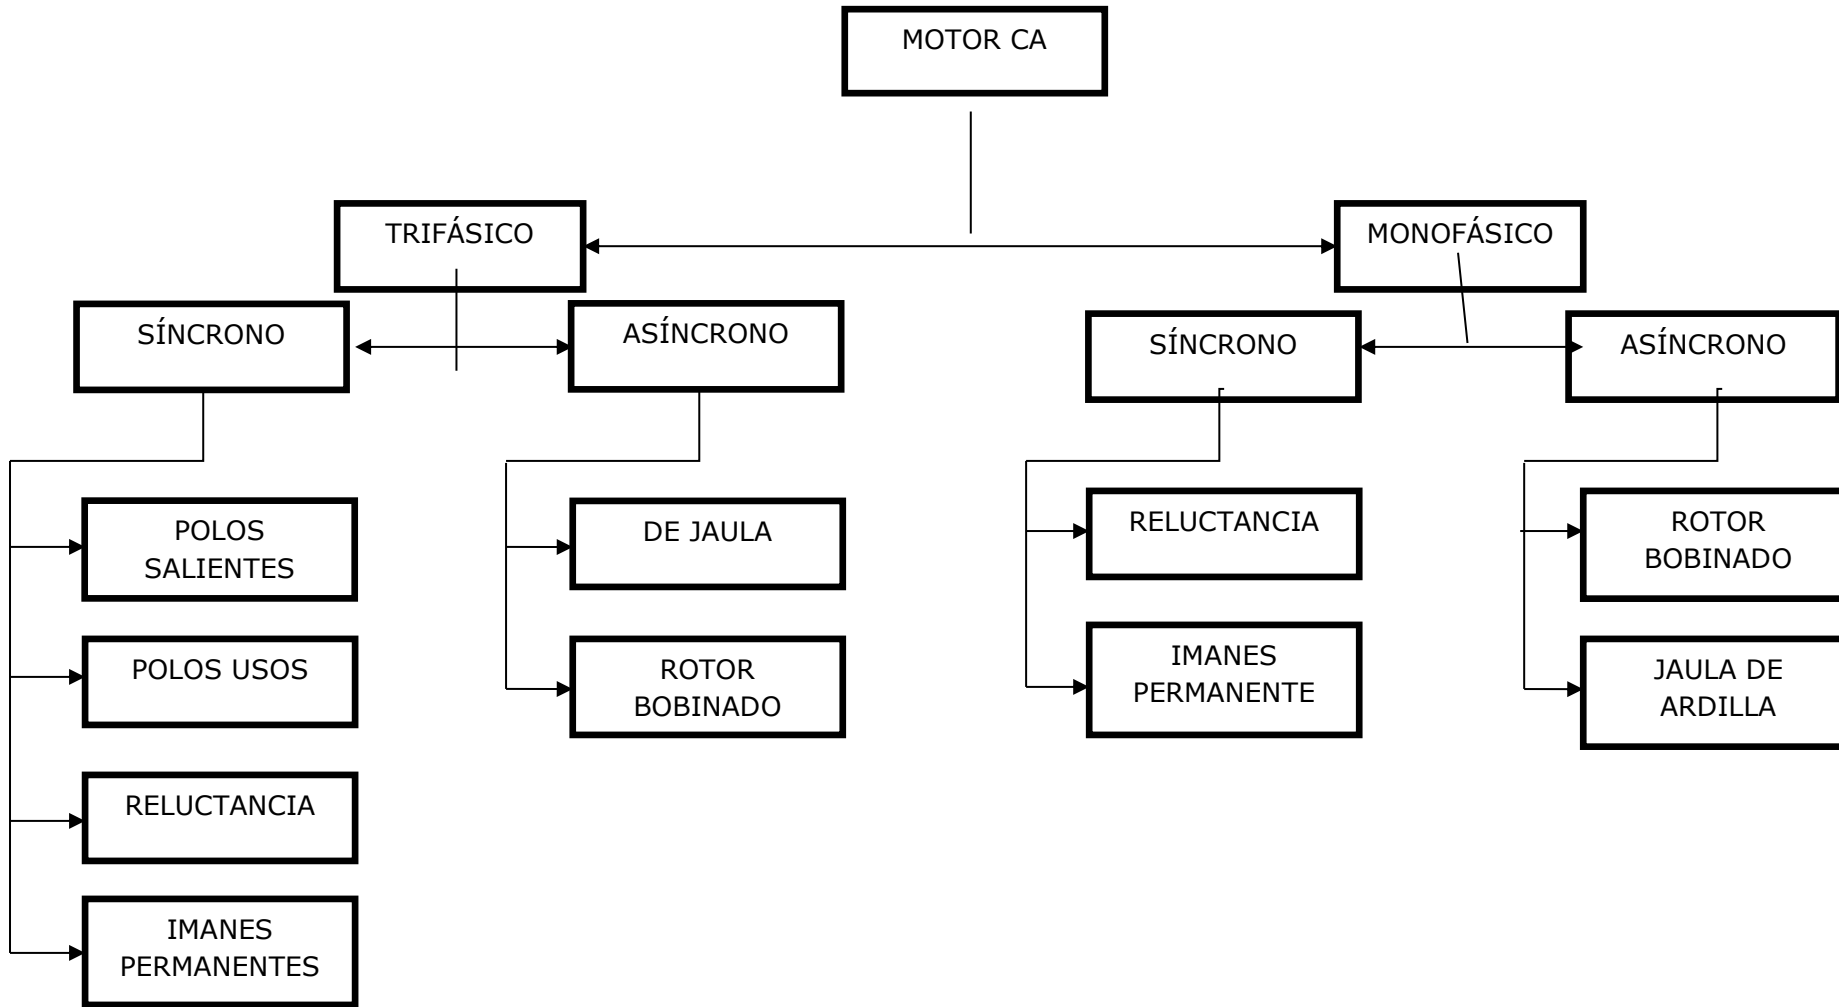 MOTOR CA
TRIFÁSICO
MONOFÁSICO
SÍNCRONO
ASÍNCRONO
SÍNCRONO
ASÍNCRONO
POLOS
SALIENTES
POLOS USOS
RELUCTANCIA
IMANES
PERMANENTES
DE JAULA
ROTOR
BOBINADO
RELUCTANCIA
IMANES
PERMANENTE
ROTOR
BOBINADO
JAULA DE
ARDILLA